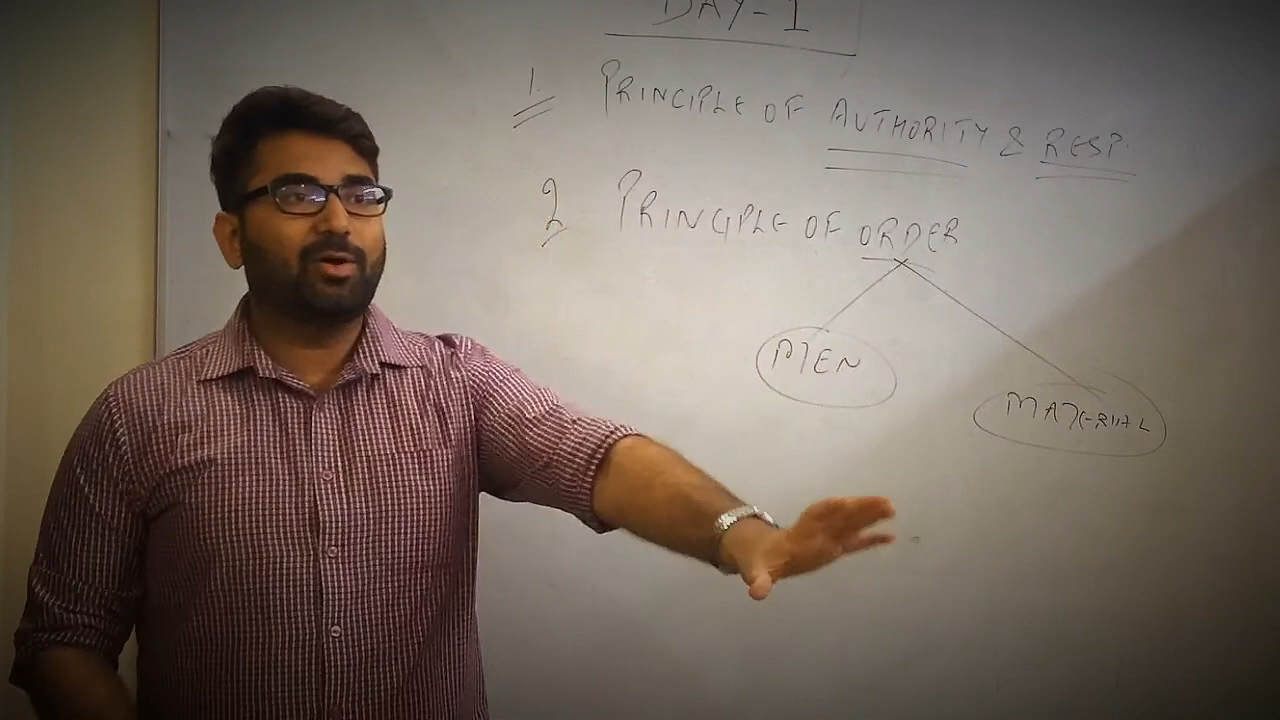 DAY-1
1. PRINCIPLE OF AUTHORITY & RESP.
2 PRINCIPLE OF ORDER
MEN
MATERIAL